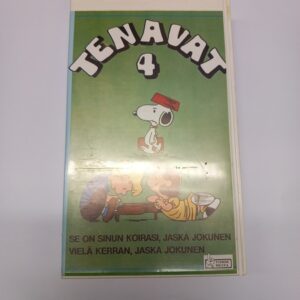 TENAVAT
4
SE ON SINUN KOIRASI, JASKA JOKUNEN
VIELÄ KERRAN, JASKA JOKUNEN